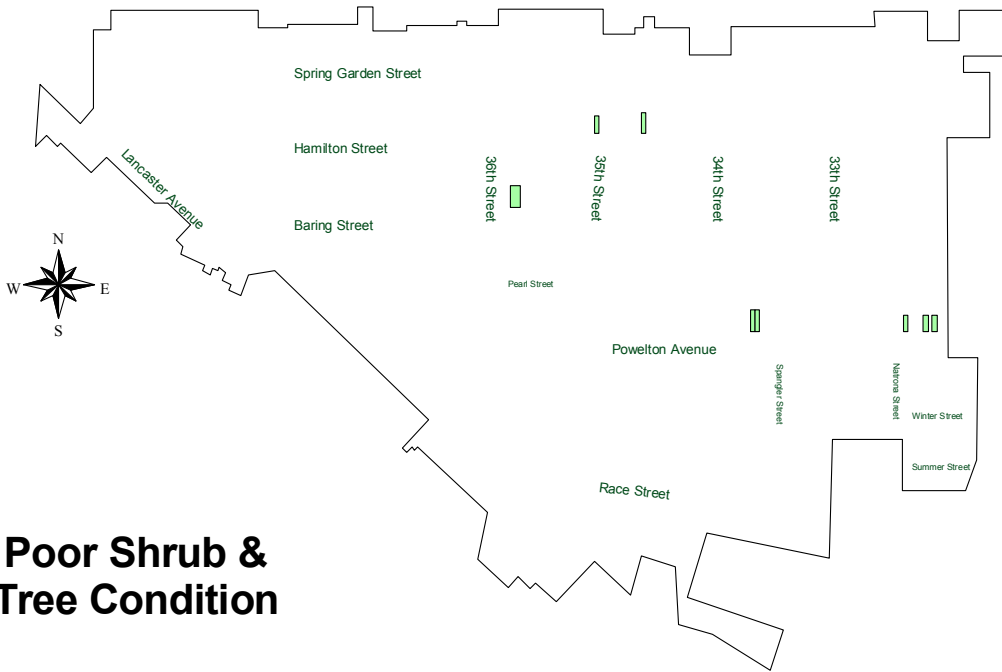 Spring Garden Street
Hamilton Street
Lancaster Avenue
36th Street
35th Street
34th Street
33th Street
Baring Street
N
W
E
S
Pearl Street
Powelton Avenue
Spangler Street
Natrona Street
Winter Street
Summer Street
Race Street
Poor Shrub &
Tree Condition